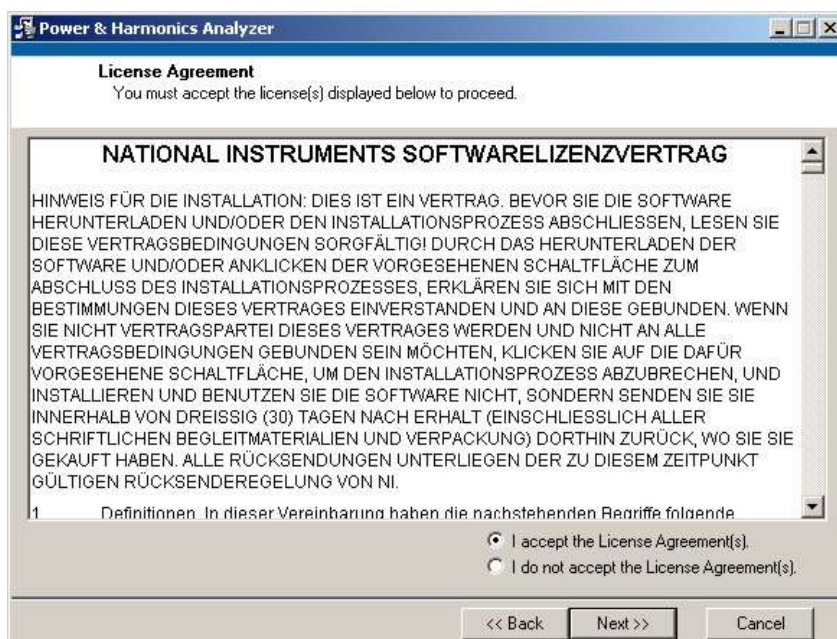 Power & Harmonics Analyzer
License Agreement
You must accept the license(s) displayed below to proceed.
NATIONAL INSTRUMENTS SOFTWARELIZENZVERTRAG
HINWEIS FÜR DIE INSTALLATION: DIES IST EIN VERTRAG. BEVOR SIE DIE SOFTWARE
HERUNTERLADEN UND/ODER DEN INSTALLATIONSPROZESS ABSCHLIESSEN, LESEN SIE
DIESE VERTRAGSBEDINGUNGEN SORGFÄLTIG! DURCH DAS HERUNTERLADEN DER
SOFTWARE UND/ODER ANKLICKEN DER VORGESEHENEN SCHALTFLÄCHE ZUM
ABSCHLUSS DES INSTALLATIONSPROZESSES, ERKLÄREN SIE SICH MIT DEN
BESTIMMUNGEN DIESES VERTRAGES EINVERSTANDEN UND AN DIESE GEBUNDEN. WENN
SIE NICHT VERTRAGSPARTEI DIESES VERTRAGES WERDEN UND NICHT AN ALLE
VERTRAGSBEDINGUNGEN GEBUNDEN SEIN MÖCHTEN, KLICKEN SIE AUF DIE DAFÜR
VORGESEHENE SCHALTFLÄCHE, UM DEN INSTALLATIONSPROZESS ABZUBRECHEN, UND
INSTALLIEREN UND BENUTZEN SIE DIE SOFTWARE NICHT, SONDERN SENDEN SIE SIE
INNERHALB VON DREISSIG (30) TAGEN NACH ERHALT (EINSCHLIESSLICH ALLER
SCHRIFTLICHEN BEGLEITMATERIALIEN UND VERPACKUNG) DORTHIN ZURÜCK, WO SIE SIE
GEKAUFT HABEN. ALLE RÜCKSENDUNGEN UNTERLIEGEN DER ZU DIESEM ZEITPUNKT
GÜLTIGEN RÜCKSENDEREGELUNG VON NI.
1. Definitionen. In dieser Vereinbarung haben die nachstehenden Begriffe folgende
I accept the License Agreement(s).
I do not accept the License Agreement(s).
<< Back Next >> Cancel